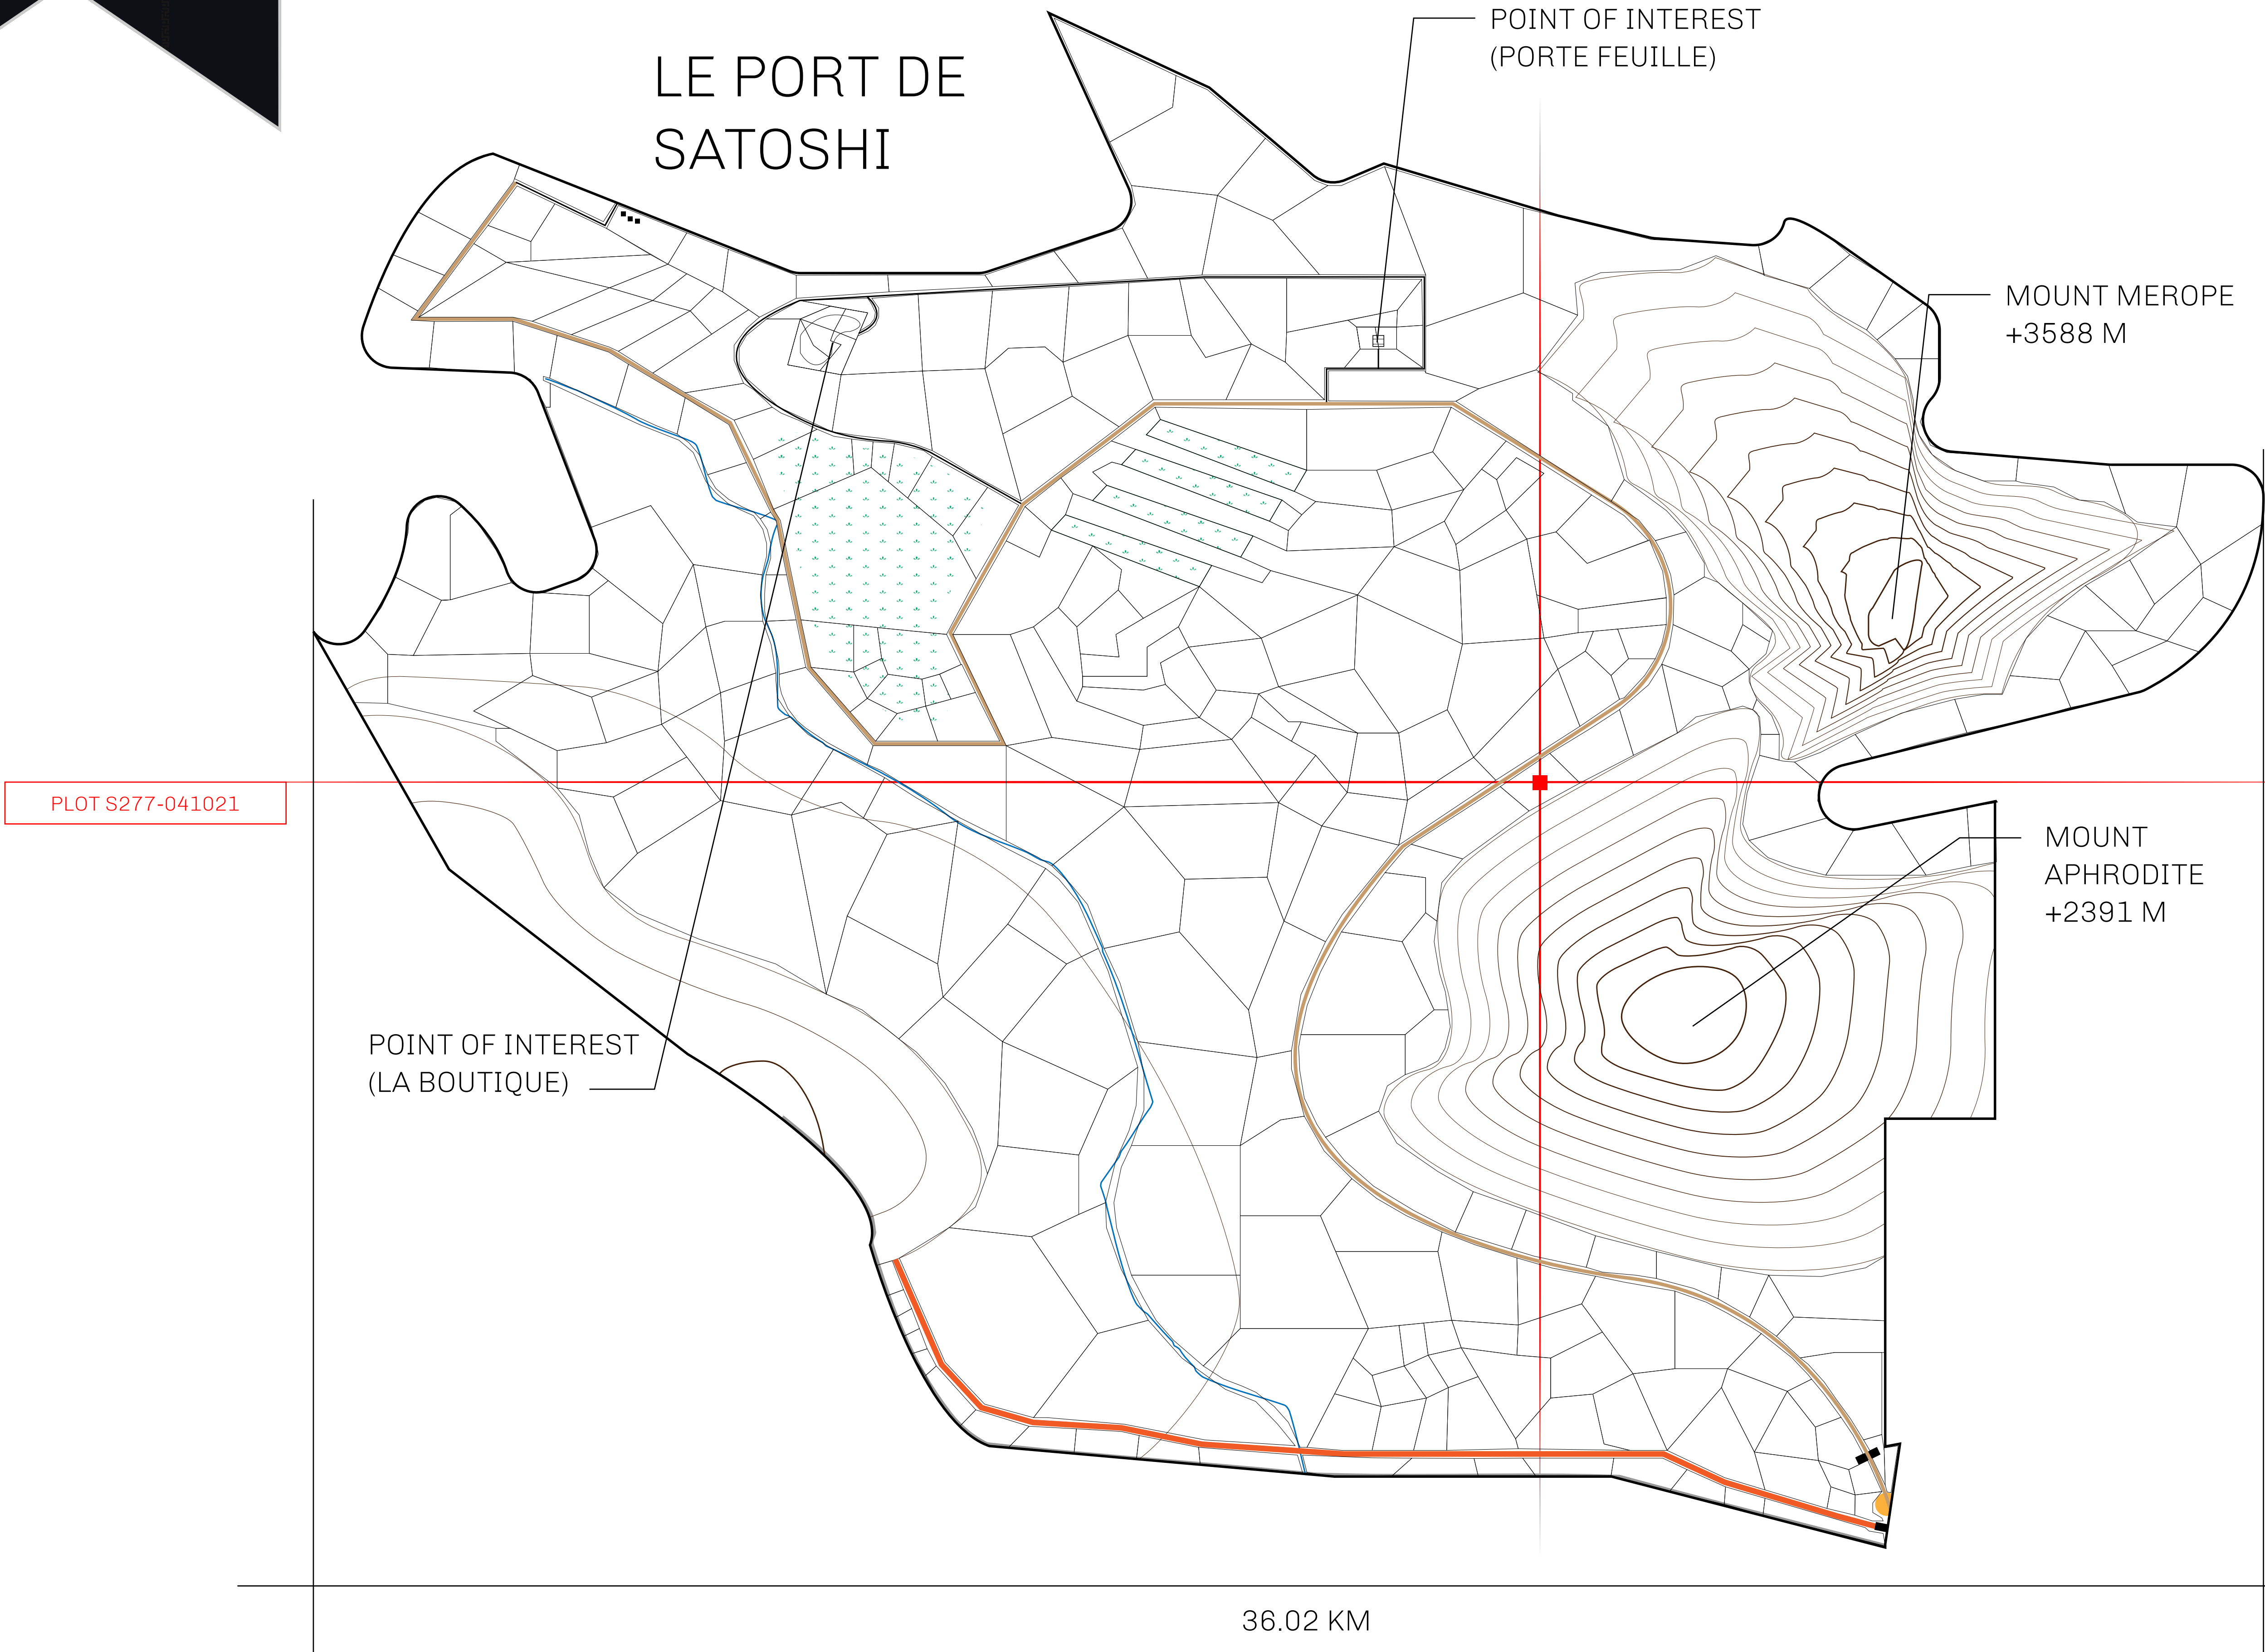 LE PORT DE
SATOSHI
POINT OF INTEREST
(PORTE FEUILLE)
MOUNT MEROPE
+3588 M
PLOT S277-041021
MOUNT
APHRODITE
+2391 M
POINT OF INTEREST
(LA BOUTIQUE)
36.02 KM